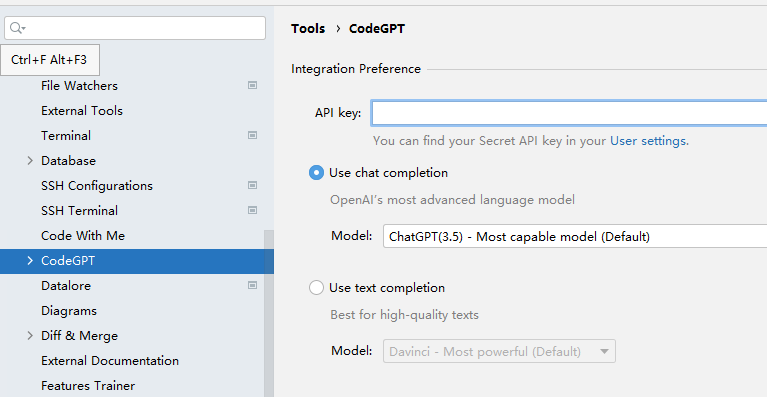 Ctrl+F Alt+F3
File Watchers
External Tools
Terminal
Database
SSH Configurations
SSH Terminal
Code With Me
CodeGPT
Datalore
Diagrams
Diff & Merge
External Documentation
Features Trainer
Tools › CodeGPT
Integration Preference
API key:
You can find your Secret API key in your User settings.
Use chat completion
OpenAI's most advanced language model
Model: ChatGPT(3.5) - Most capable model (Default)
Use text completion
Best for high-quality texts
Model: Davinci - Most powerful (Default)